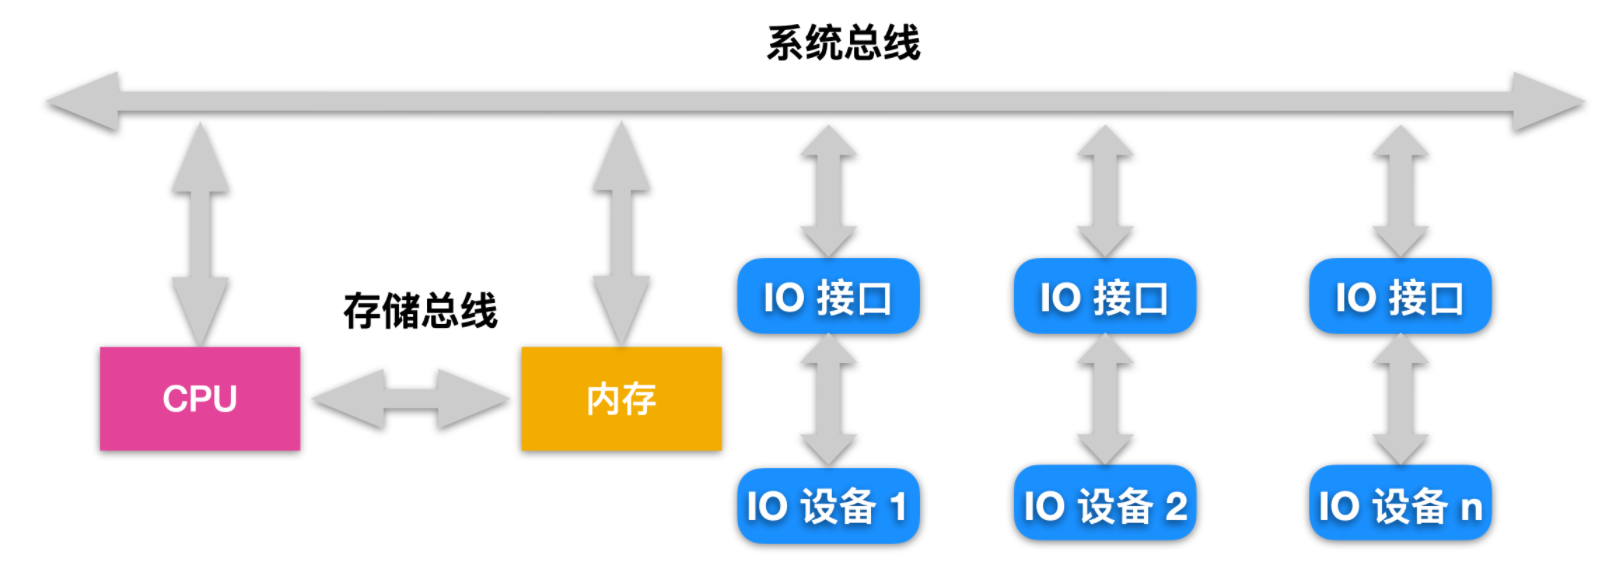 系统总线
IO 接口
IO 接口
IO 接口
存储总线
CPU
内存
IO 设备 1
IO 设备 2
IO 设备 n